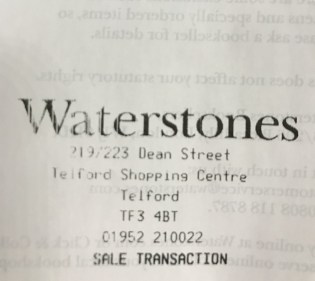 Waterstones
219/223 Dean Street
Telford Shopping Centre
Telford
TF3 4BT
01952 210022
SALE TRANSACTION